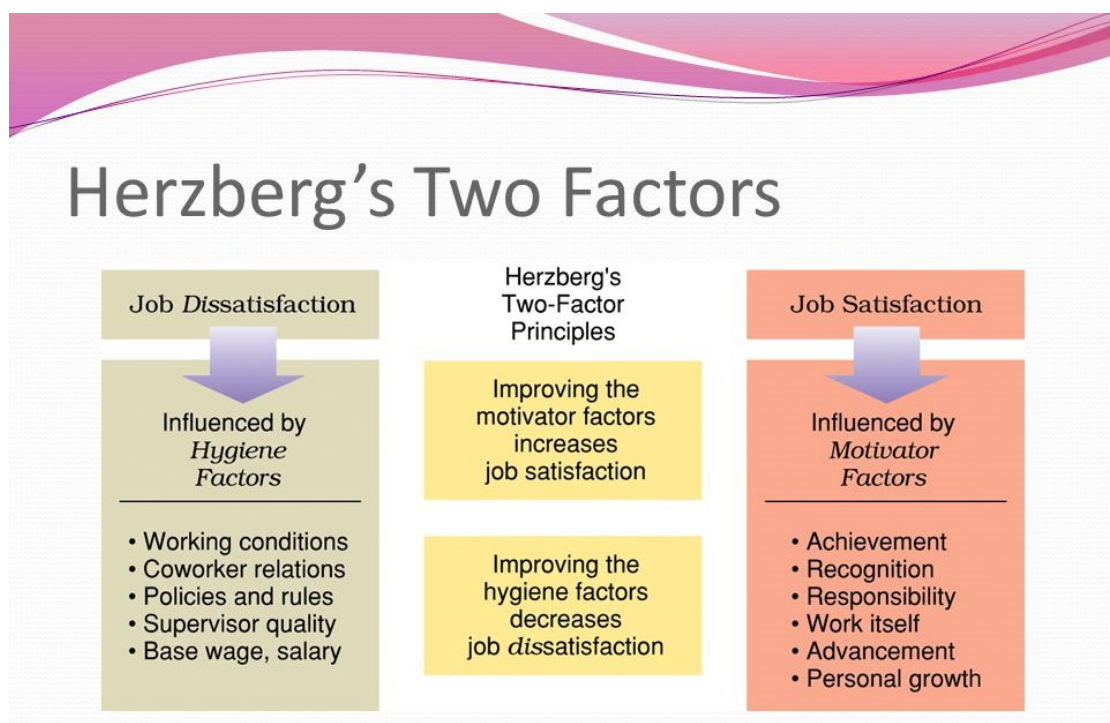 Herzberg’s Two Factors
Job Dissatisfaction
Influenced by
Hygiene
Factors
• Working conditions
• Coworker relations
• Policies and rules
• Supervisor quality
• Base wage, salary
Herzberg's
Two-Factor
Principles
Improving the
motivator factors
increases
job satisfaction
Improving the
hygiene factors
decreases
job dissatisfaction
Job Satisfaction
Influenced by
Motivator
Factors
• Achievement
• Recognition
• Responsibility
• Work itself
• Advancement
• Personal growth